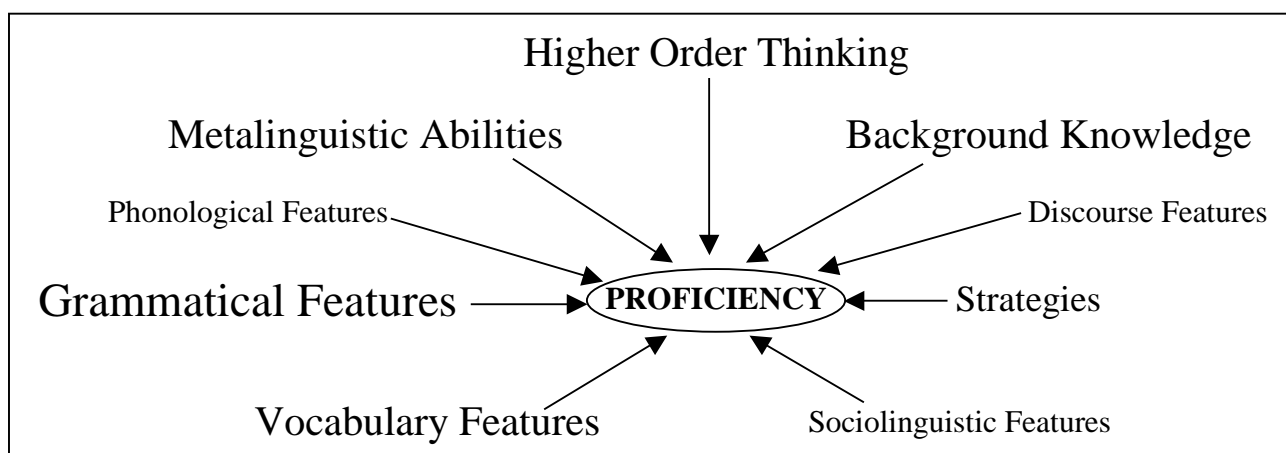 Higher Order Thinking
Metalinguistic Abilities
Background Knowledge
Phonological Features
Discourse Features
Grammatical Features
PROFICIENCY
Strategies
Vocabulary Features
Sociolinguistic Features